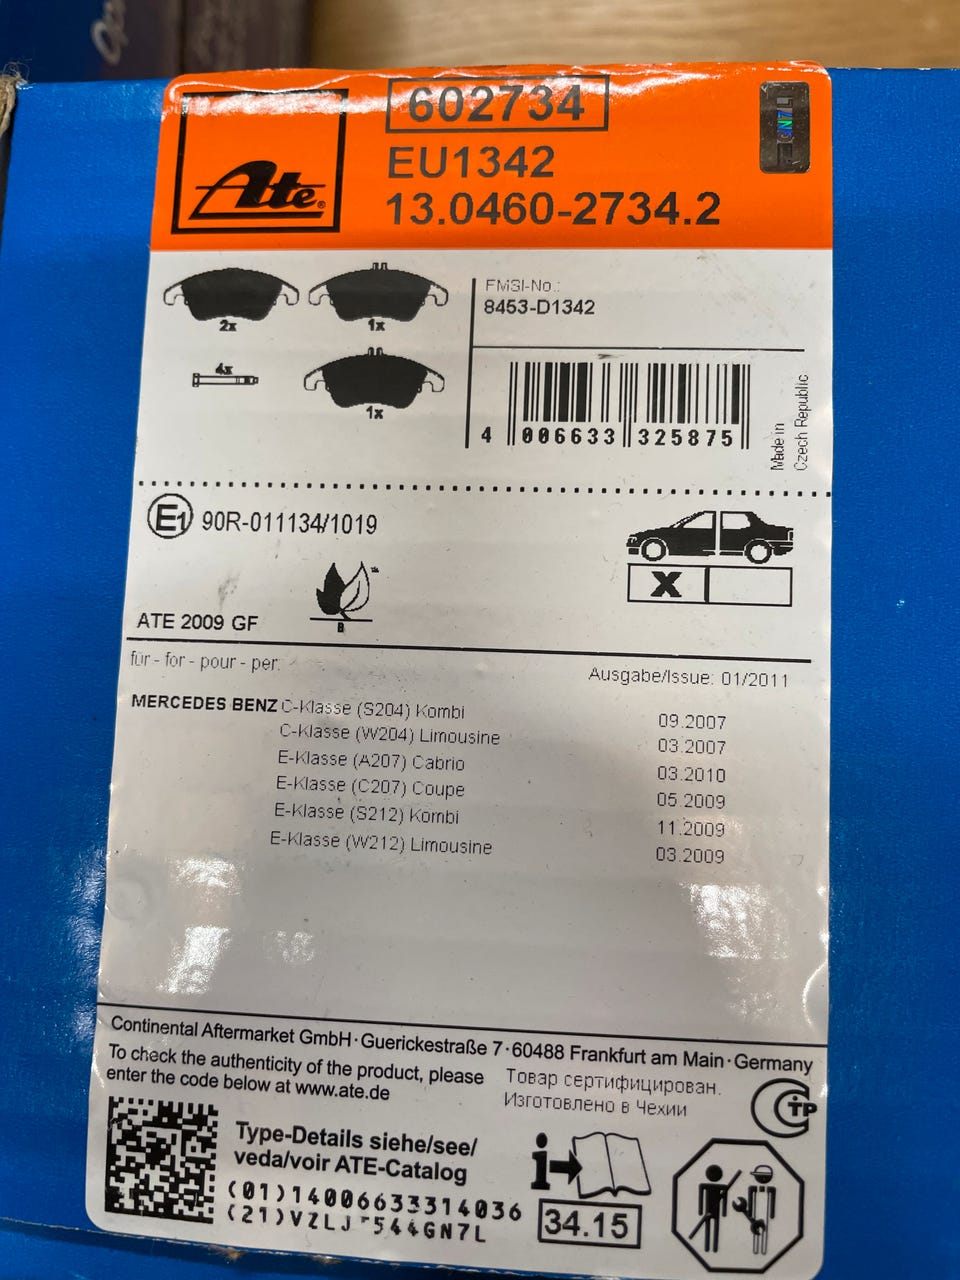 602734
Ate®
EU1342
13.0460-2734.2
2x
1x
4x
1x
FMSI-No.:
8453-D1342
4 006633 325875
Made in
Czech Republic
E1 90R-011134/1019
B
X
ATE 2009 GF
für - for - pour - per:
Ausgabe/Issue: 01/2011
MERCEDES BENZ C-Klasse (S204) Kombi 09.2007
C-Klasse (W204) Limousine 03.2007
E-Klasse (A207) Cabrio 03.2010
E-Klasse (C207) Coupe 05.2009
E-Klasse (S212) Kombi 11.2009
E-Klasse (W212) Limousine 03.2009
Continental Aftermarket GmbH · Guerickestraße 7 · 60488 Frankfurt am Main · Germany
To check the authenticity of the product, please
enter the code below at www.ate.de
Товар сертифицирован.
Изготовлено в Чехии
СТР
Type-Details siehe/see/
veda/voir ATE-Catalog
(01)14006633314036
34.15